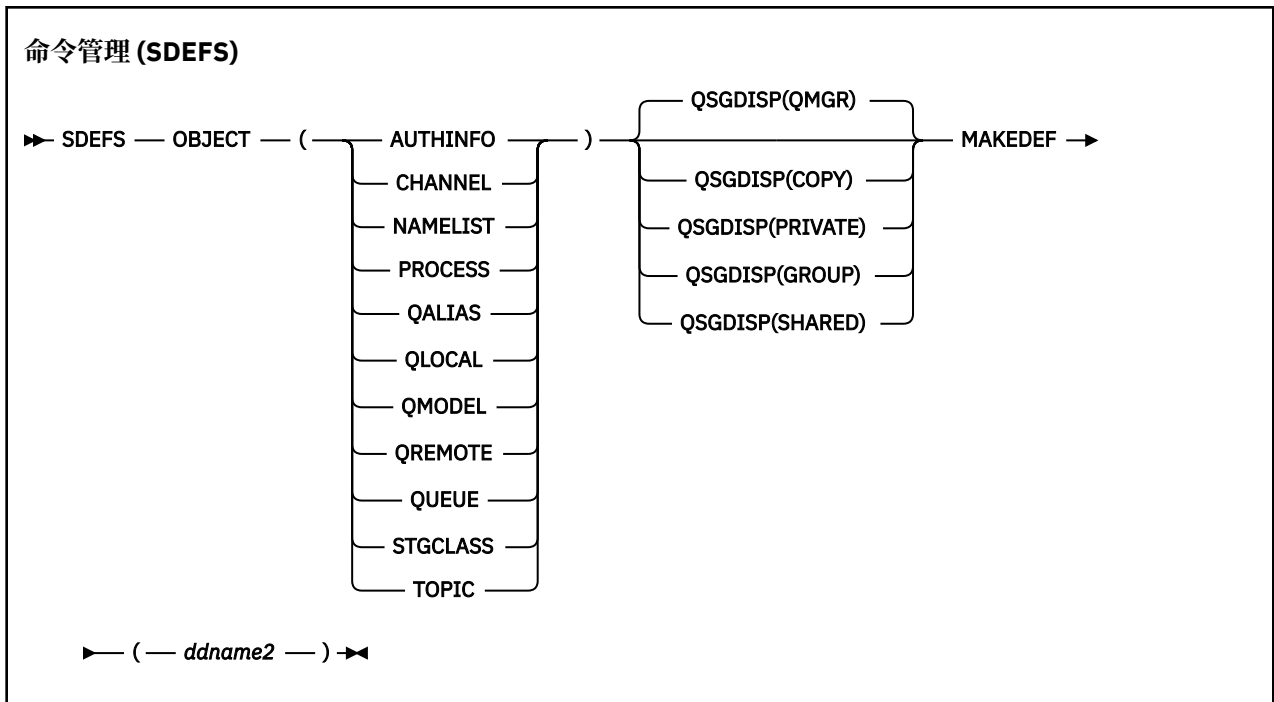 命令管理 (SDEFS)
QSGDISP(QMGR)
SDEFS OBJECT ( AUTHINFO ) MAKEDEF
CHANNEL QSGDISP(COPY)
NAMELIST QSGDISP(PRIVATE)
PROCESS QSGDISP(GROUP)
QALIAS QSGDISP(SHARED)
QLOCAL
QMODEL
QREMOTE
QUEUE
STGCLASS
TOPIC
( ddname2 )